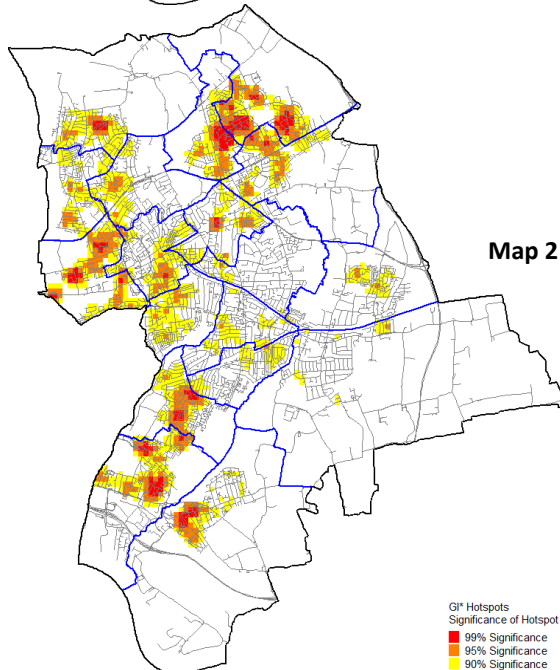 Map 2
GI* Hotspots
Significance of Hotspot
99% Significance
95% Significance
90% Significance